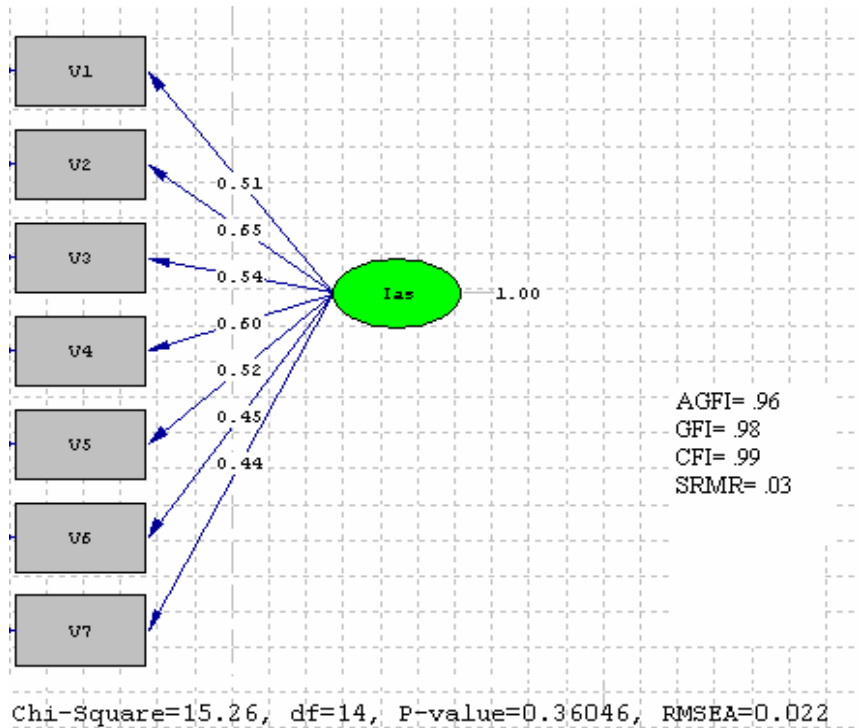 V1
0.51
V2
0.65
V3
0.54
Ias
1.00
0.60
V4
0.52
AGFI= .96
GFI= .98
CFI= .99
SRMR= .03
V5
0.45
0.44
V6
V7
Chi-Square=15.26, df=14, P-value=0.36046, RMSEA=0.022